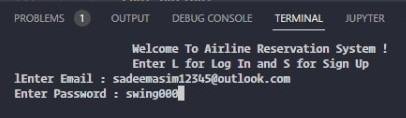 PROBLEMS 1 OUTPUT DEBUG CONSOLE TERMINAL JUPYTER
Welcome To Airline Reservation System !
Enter L for Log In and S for Sign Up
lEnter Email : sadeemasim12345@outlook.com
Enter Password : swing000